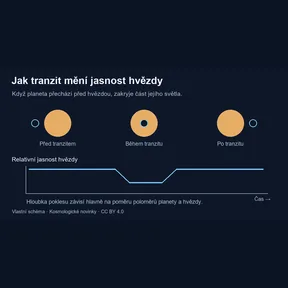 Jak tranzit mění jasnost hvězdy
Když planeta přechází před hvězdou, zakryje část jejího světla.
Před tranzitem
Během tranzitu
Po tranzitu
Relativní jasnost hvězdy
Čas →
Hloubka poklesu závisí hlavně na poměru poloměrů planety a hvězdy.
Vlastní schéma · Kosmologické novinky · CC BY 4.0